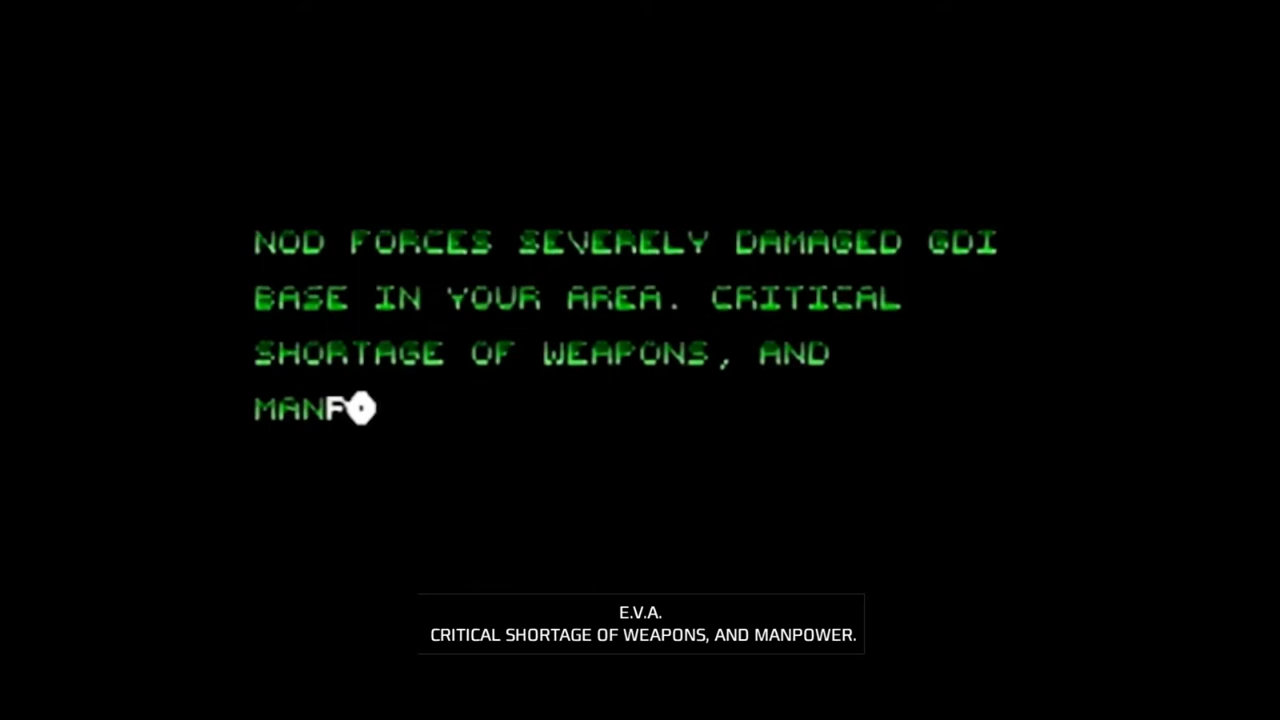 NOD FORCES SEVERELY DAMAGED GDI
BASE IN YOUR AREA. CRITICAL
SHORTAGE OF WEAPONS, AND
MANPO
E.V.A.
CRITICAL SHORTAGE OF WEAPONS, AND MANPOWER.